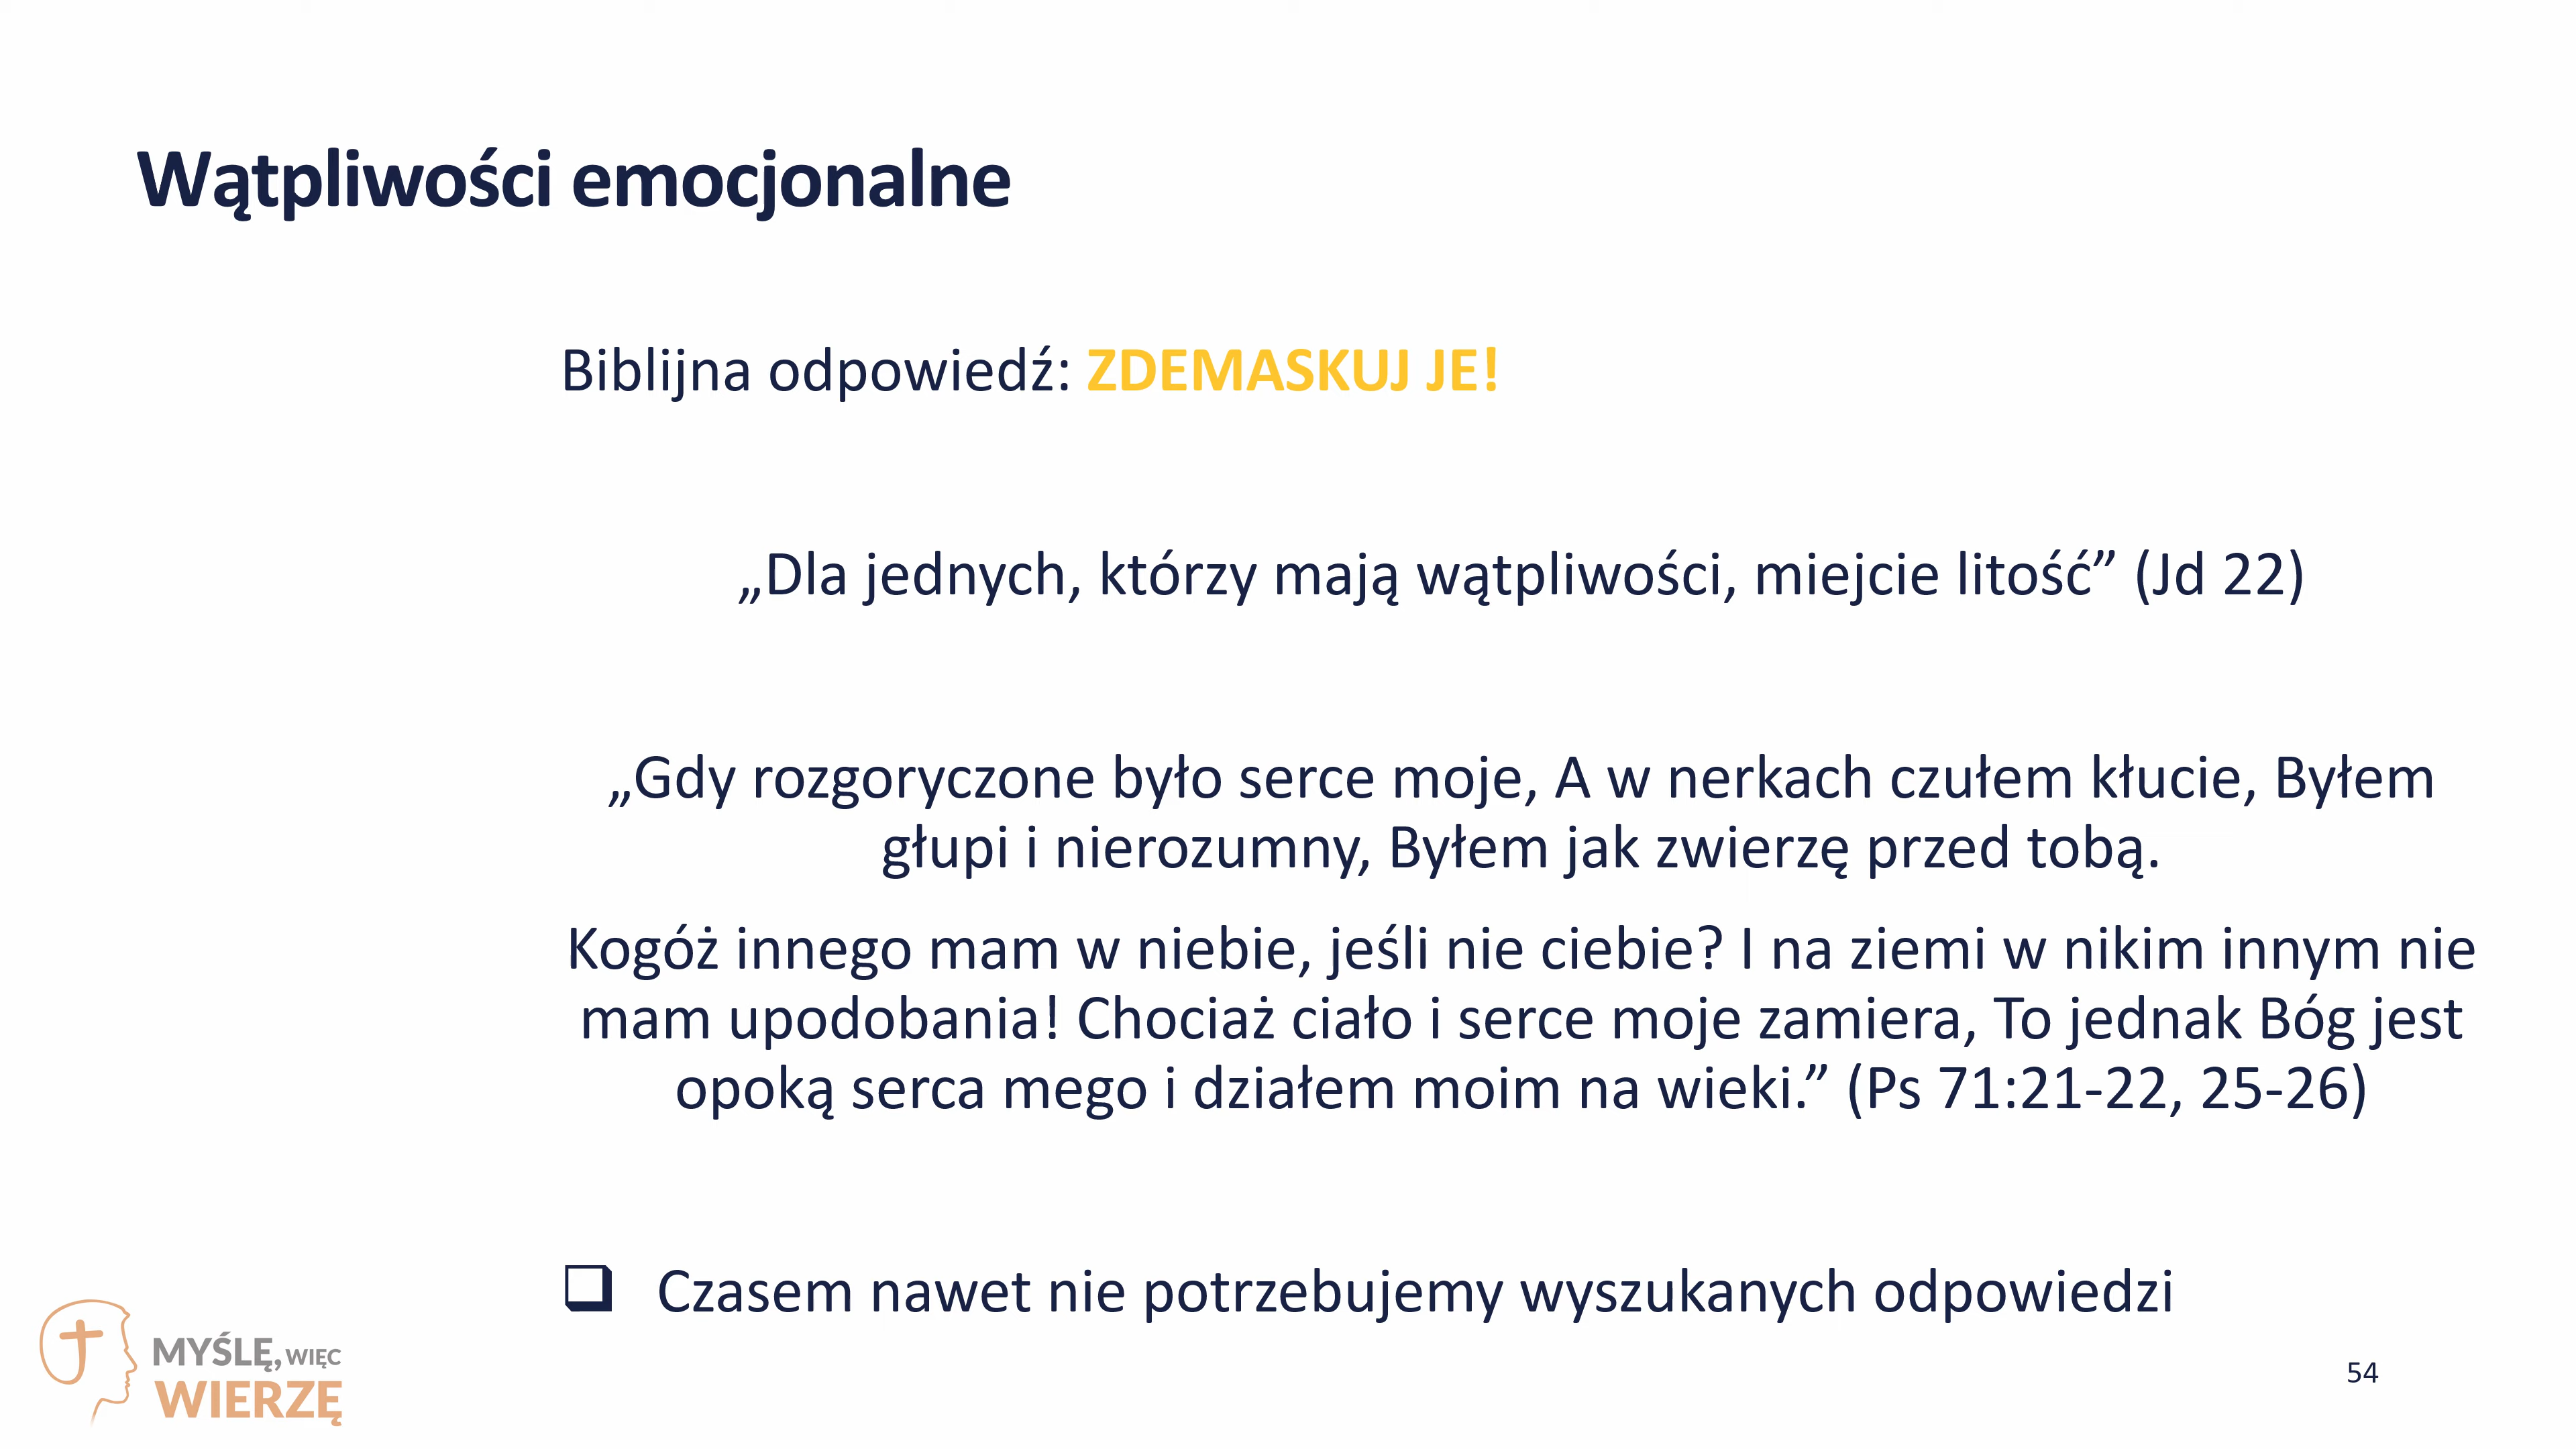 Wątpliwości emocjonalne
Biblijna odpowiedź: ZDEMASKUJ JE!
„Dla jednych, którzy mają wątpliwości, miejcie litość” (Jd 22)
„Gdy rozgoryczone było serce moje, A w nerkach czułem kłucie, Byłem
głupi i nierozumny, Byłem jak zwierzę przed tobą.
Kogóż innego mam w niebie, jeśli nie ciebie? I na ziemi w nikim innym nie
mam upodobania! Chociaż ciało i serce moje zamiera, To jednak Bóg jest
opoką serca mego i działem moim na wieki.” (Ps 71:21-22, 25-26)
❑ Czasem nawet nie potrzebujemy wyszukanych odpowiedzi
MYŚLĘ, WIĘC
WIERZĘ
54